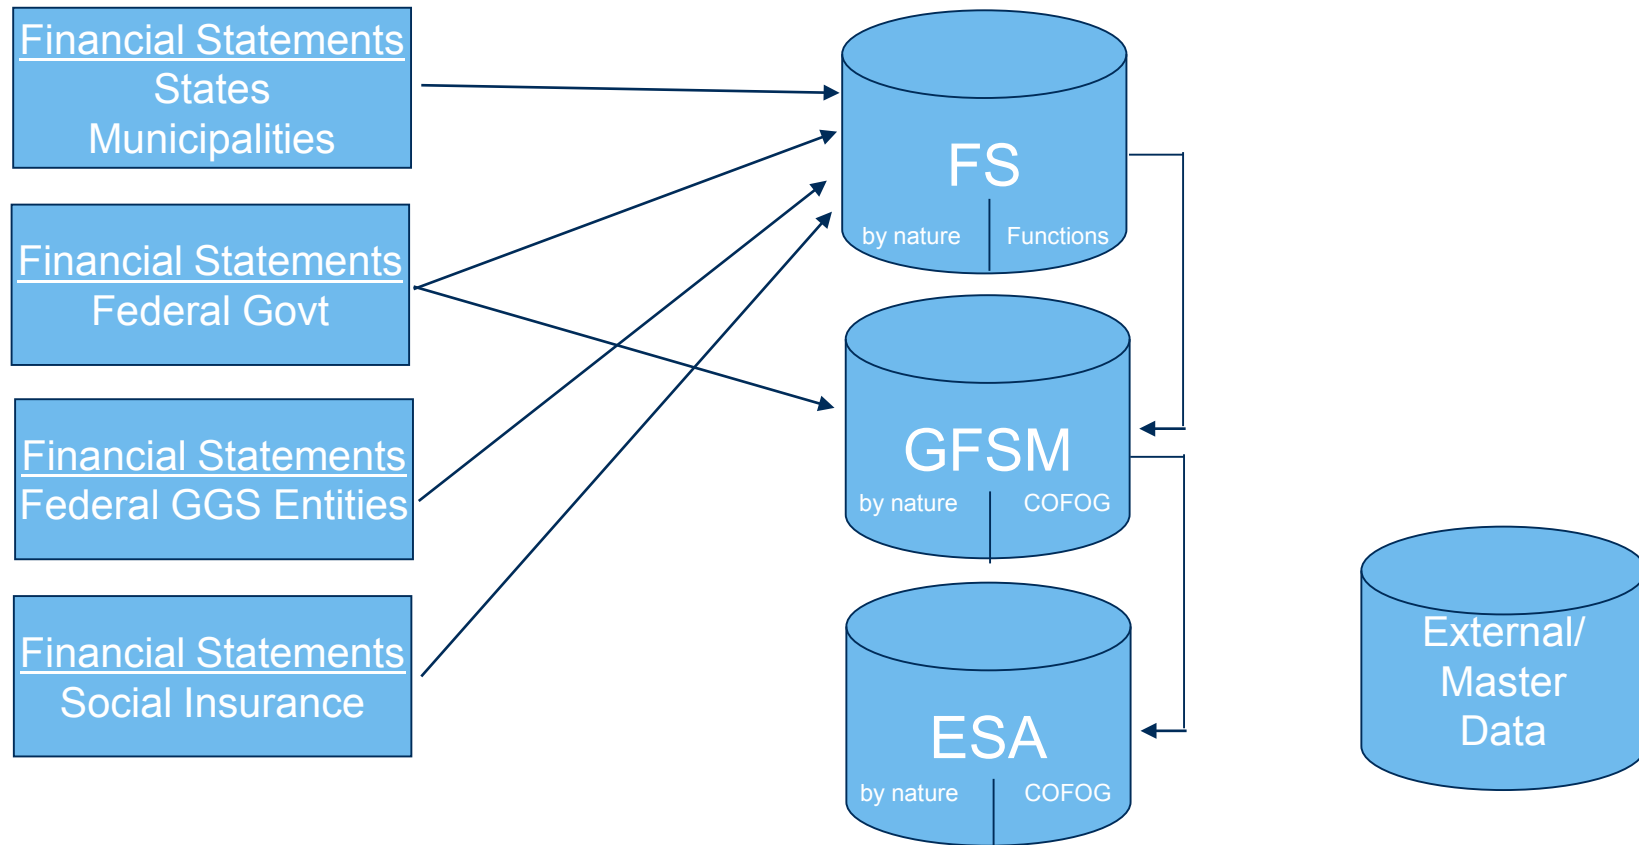 Financial Statements
States
Municipalities
Financial Statements
Federal Govt
Financial Statements
Federal GGS Entities
Financial Statements
Social Insurance
FS
by nature
Functions
GFSM
by nature
COFOG
ESA
by nature
COFOG
External/
Master
Data